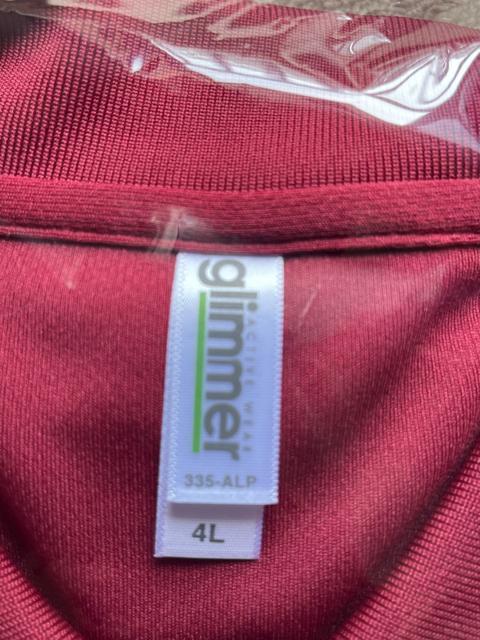 glimmer
ACTIVE WEAR
335-ALP
4L